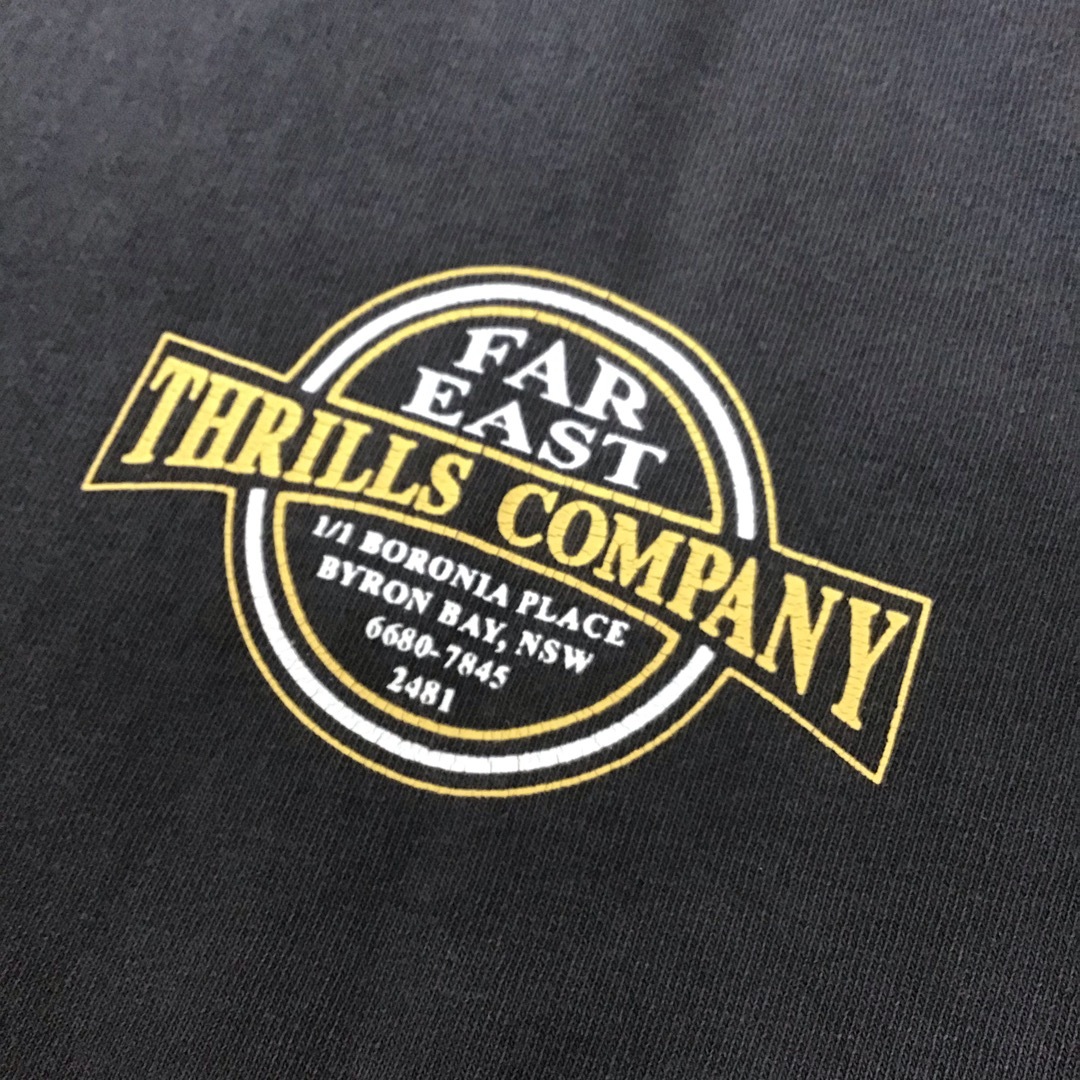 FAR
EAST
THRILLS COMPANY
1/1 BORONIA PLACE
BYRON BAY, NSW
6680-7845
2481